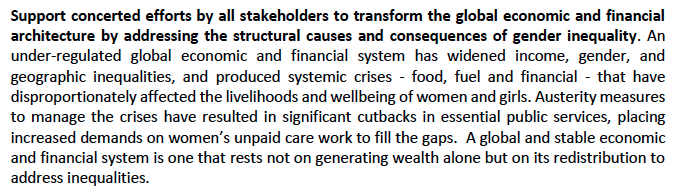 Support concerted efforts by all stakeholders to transform the global economic and financial
architecture by addressing the structural causes and consequences of gender inequality. An
under-regulated global economic and financial system has widened income, gender, and
geographic inequalities, and produced systemic crises - food, fuel and financial - that have
disproportionately affected the livelihoods and wellbeing of women and girls. Austerity measures
to manage the crises have resulted in significant cutbacks in essential public services, placing
increased demands on women's unpaid care work to fill the gaps.  A global and stable economic
and financial system is one that rests not on generating wealth alone but on its redistribution to
address inequalities.